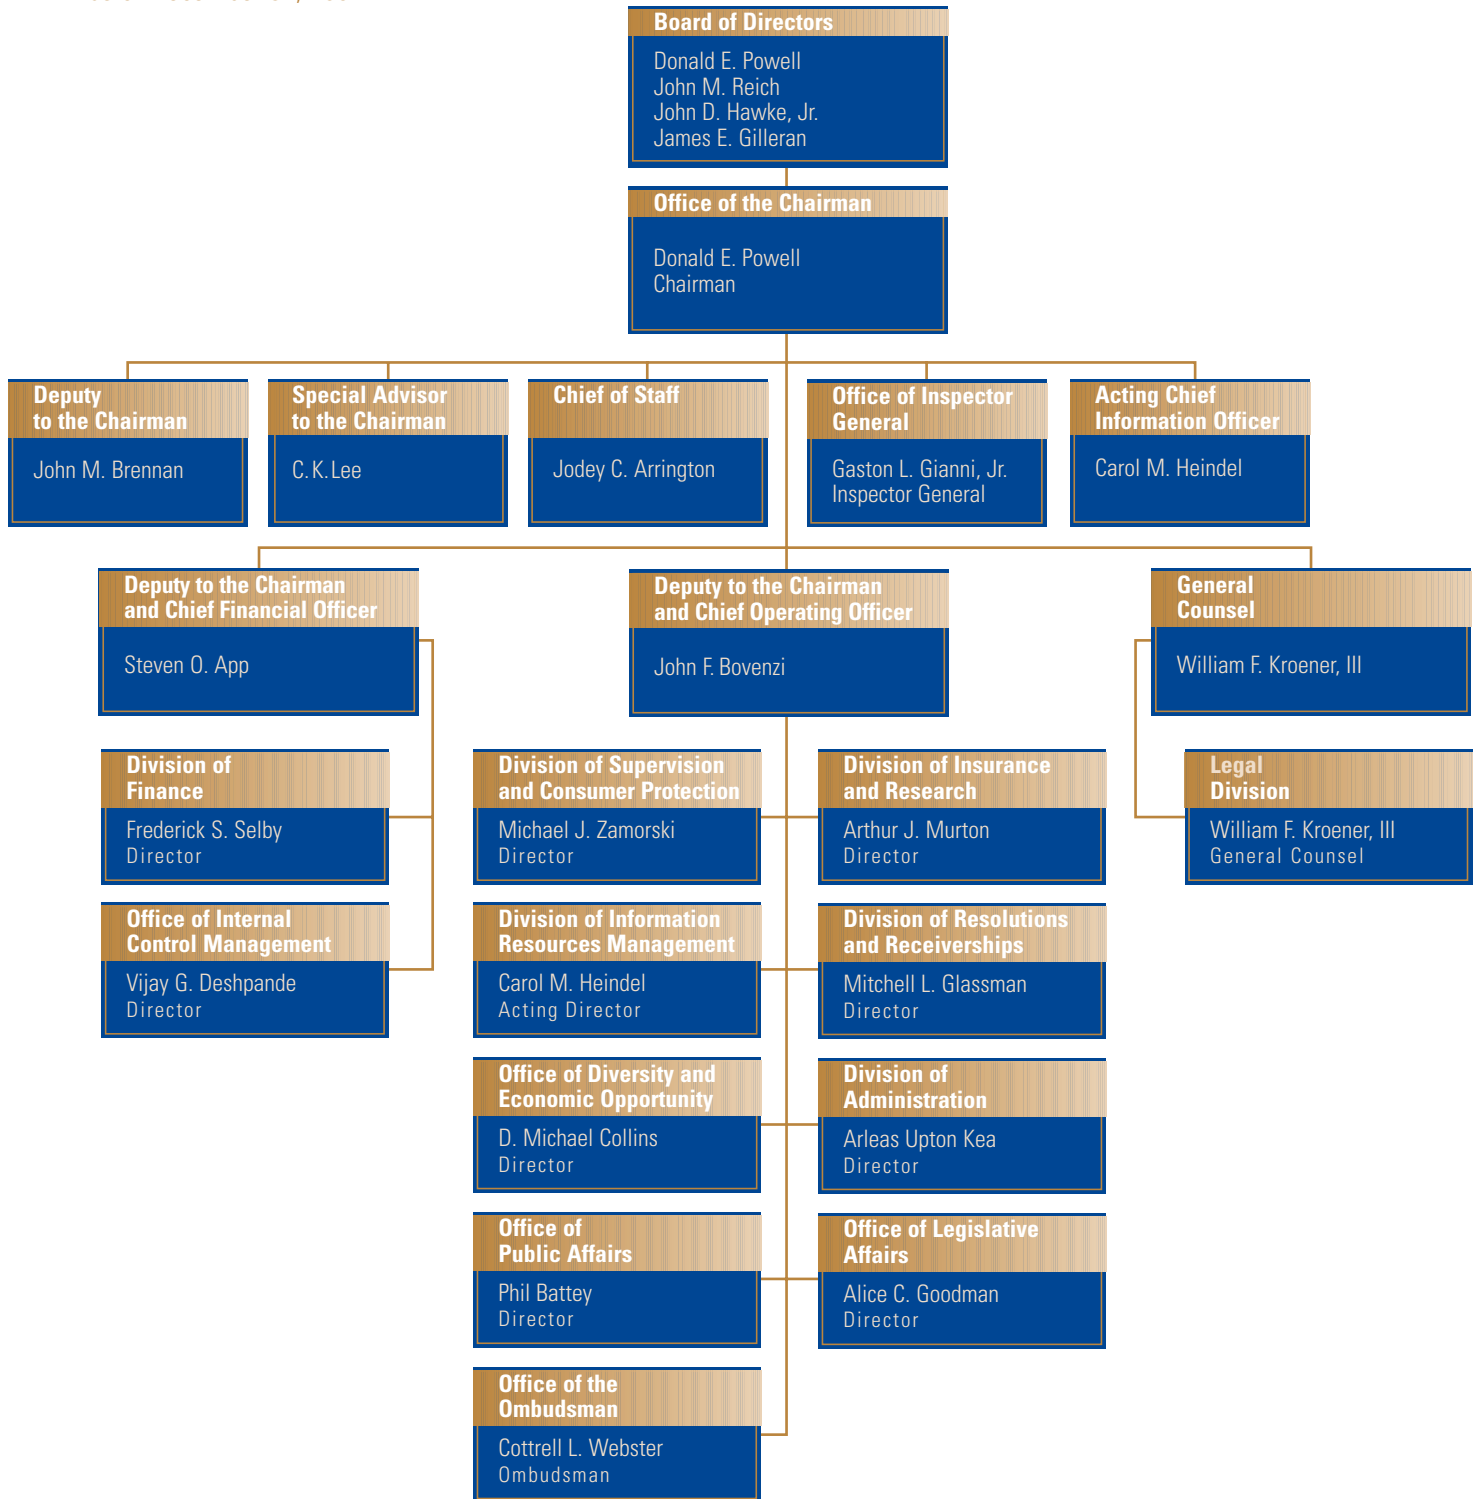 Board of Directors
Donald E. Powell
John M. Reich
John D. Hawke, Jr.
James E. Gilleran
Office of the Chairman
Donald E. Powell
Chairman
Deputy
to the Chairman
John M. Brennan
Special Advisor
to the Chairman
C. K. Lee
Chief of Staff
Jodey C. Arrington
Office of Inspector
General
Gaston L. Gianni, Jr.
Inspector General
Acting Chief
Information Officer
Carol M. Heindel
Deputy to the Chairman
and Chief Financial Officer
Steven O. App
Deputy to the Chairman
and Chief Operating Officer
John F. Bovenzi
General
Counsel
William F. Kroener, III
Division of
Finance
Frederick S. Selby
Director
Division of Supervision
and Consumer Protection
Michael J. Zamorski
Director
Division of Insurance
and Research
Arthur J. Murton
Director
Legal
Division
William F. Kroener, III
General Counsel
Office of Internal
Control Management
Vijay G. Deshpande
Director
Division of Information
Resources Management
Carol M. Heindel
Acting Director
Division of Resolutions
and Receiverships
Mitchell L. Glassman
Director
Office of Diversity and
Economic Opportunity
D. Michael Collins
Director
Division of
Administration
Arleas Upton Kea
Director
Office of
Public Affairs
Phil Battey
Director
Office of Legislative
Affairs
Alice C. Goodman
Director
Office of the
Ombudsman
Cottrell L. Webster
Ombudsman